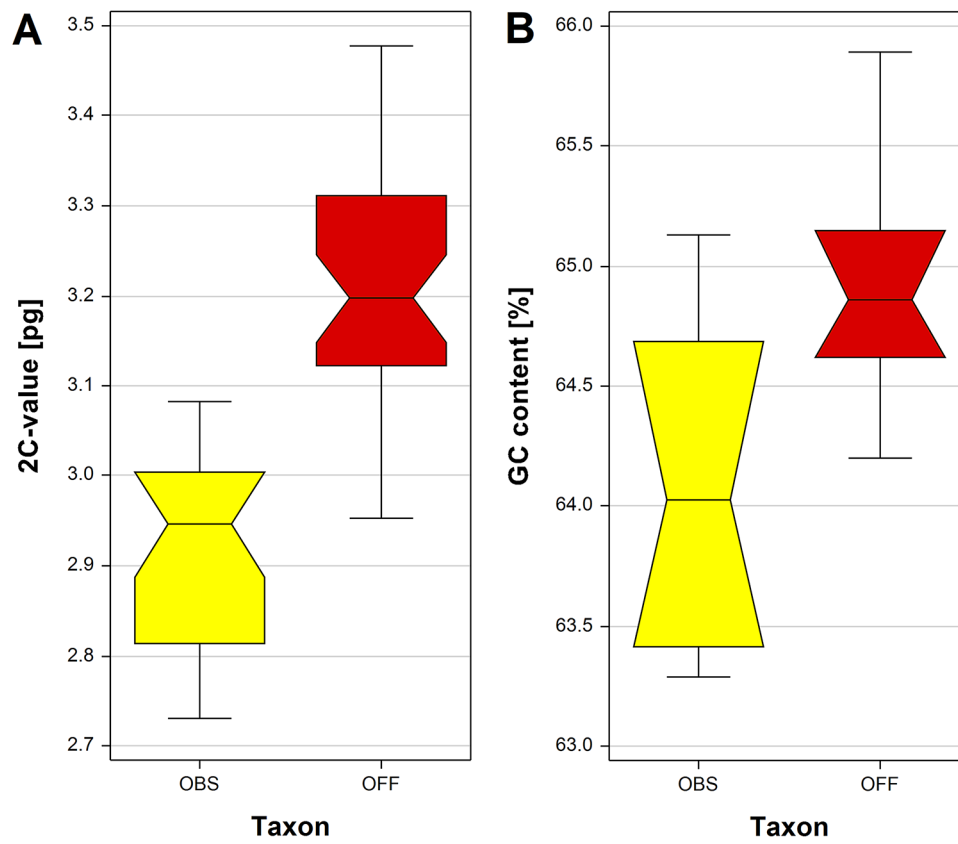 A
2C-value [pg]
3.5
3.4
3.3
3.2
3.1
3.0
2.9
2.8
2.7
OBS
OFF
Taxon
B
GC content [%]
66.0
65.5
65.0
64.5
64.0
63.5
63.0
OBS
OFF
Taxon